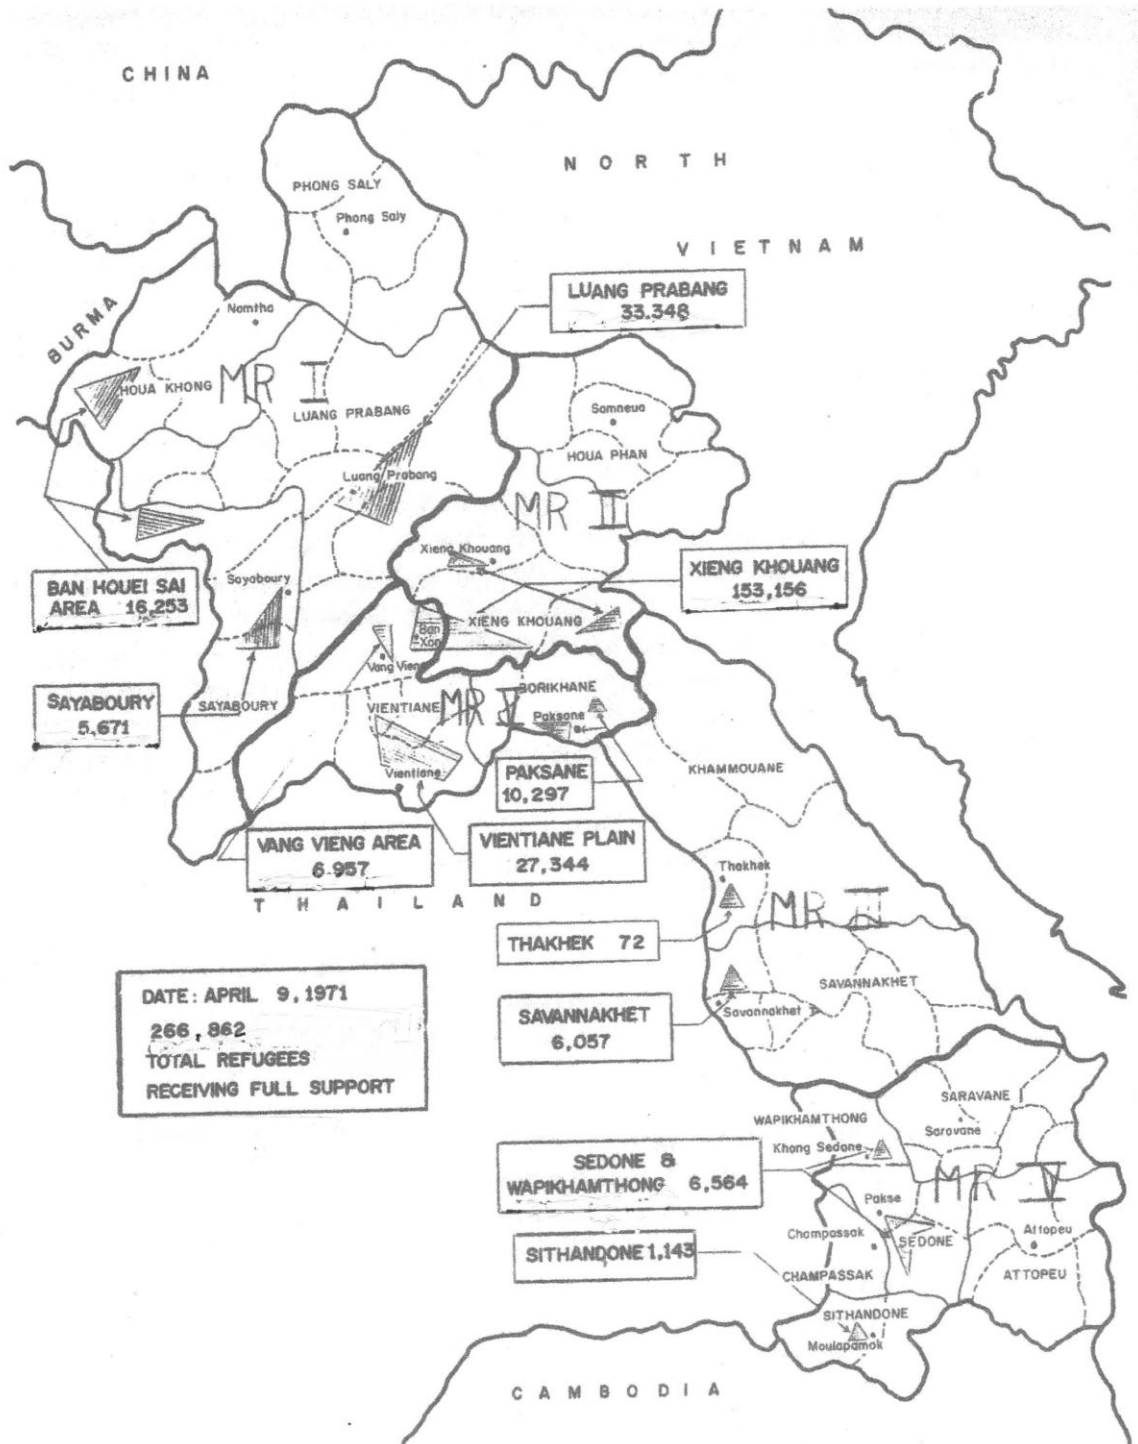 CHINA
NORTH
VIETNAM
BURMA
PHONG SALY
Phong Saly
LUANG PRABANG
33.348
Namtha
HOUA KHONG
MR I
LUANG PRABANG
Samneua
HOUA PHAN
Luang Prabang
MR II
Xieng Khouang
XIENG KHOUANG
153,156
BAN HOUEI SAI
AREA 16,253
Sayaboury
Ban
Xon
XIENG KHOUANG
Vang Vieng
SAYABOURY
5,671
SAYABOURY
VIENTIANE
MR V
BORIKHANE
Paksane
Vientiane
PAKSANE
10,297
KHAMMOUANE
VANG VIENG AREA
6.957
VIENTIANE PLAIN
27,344
THAILAND
Thakhek
MR III
THAKHEK 72
SAVANNAKHET
Savannakhet
SAVANNAKHET
6,057
DATE: APRIL 9, 1971
266,862
TOTAL REFUGEES
RECEIVING FULL SUPPORT
SARAVANE
Saravane
WAPIKHAMTHONG
Khong Sedone
SEDONE &
WAPIKHAMTHONG 6,564
MR IV
Pakse
Champassak
SEDONE
Attopeu
SITHANDONE 1,143
CHAMPASSAK
ATTOPEU
SITHANDONE
Moulapamok
CAMBODIA